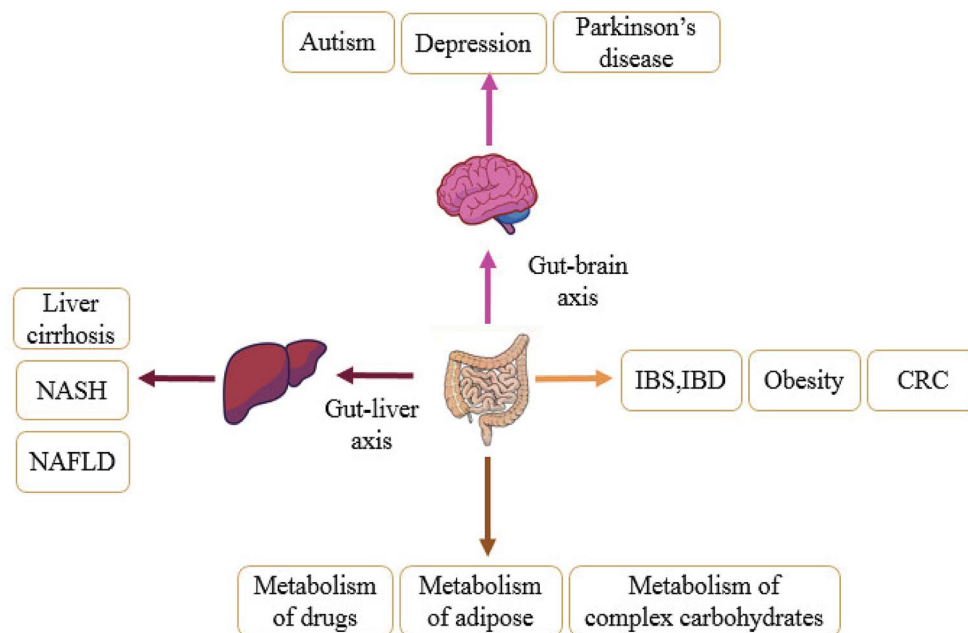 Autism
Depression
Parkinson's
disease
Gut-brain
axis
Liver
cirrhosis
NASH
NAFLD
Gut-liver
axis
IBS,IBD
Obesity
CRC
Metabolism
of drugs
Metabolism
of adipose
Metabolism of
complex carbohydrates